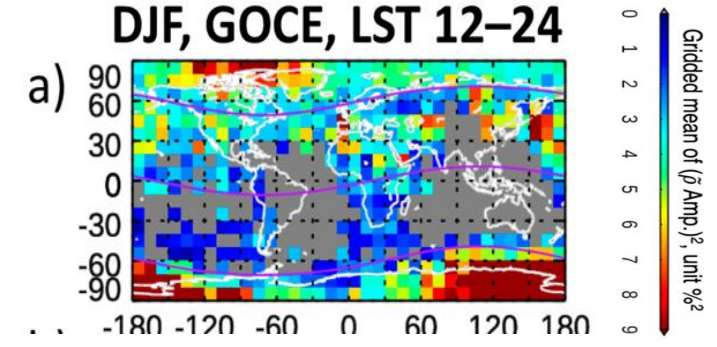 DJF, GOCE, LST 12–24
a)
90
60
30
0
-30
-60
-90
-180 -120 -60 0 60 120 180
0 1 2 3 4 5 6 7 8 9
Gridded mean of (ρ̃ Amp.)², unit %²